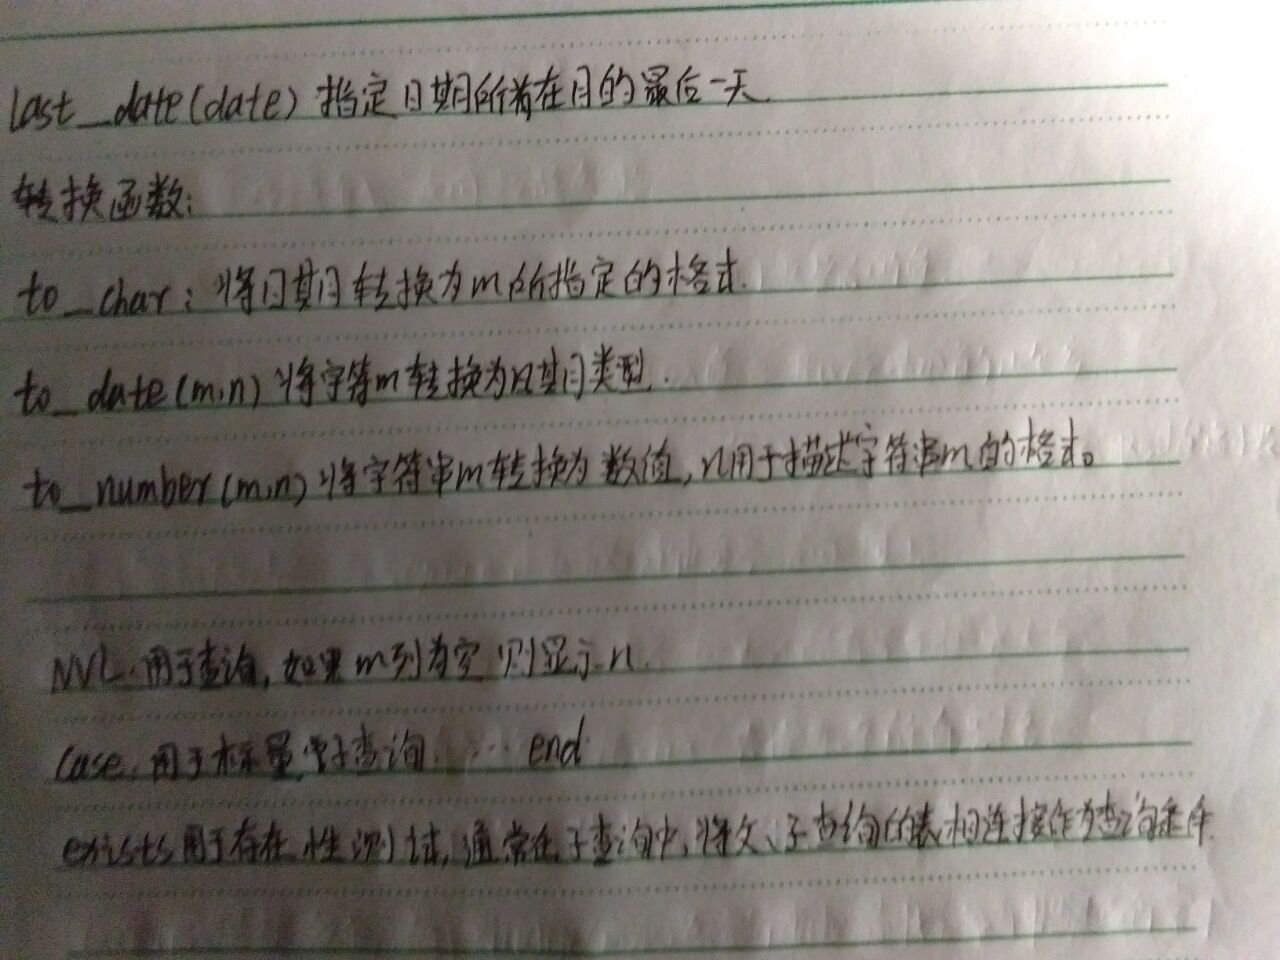 last_date(date) 指定日期所在月的最后一天
转换函数:
to_char: 将日期转换为m所指定的格式.
to_date(m,n) 将字符m转换为日期类型.
to_number(m,n) 将字符串m转换为数值,n用于描述字符串m的格式。
NVL 用于查询,如果m列为空则显示n.
Case. 用于标量 子查询. ... end.
exists用于存在性测试,通常在子查询中,将父、子查询的表相连接作为查询条件.